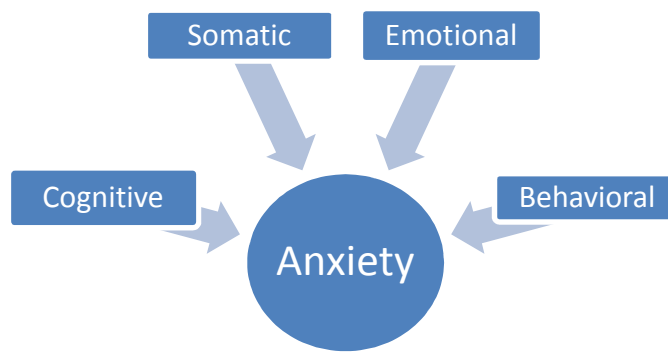 Somatic
Emotional
Cognitive
Behavioral
Anxiety